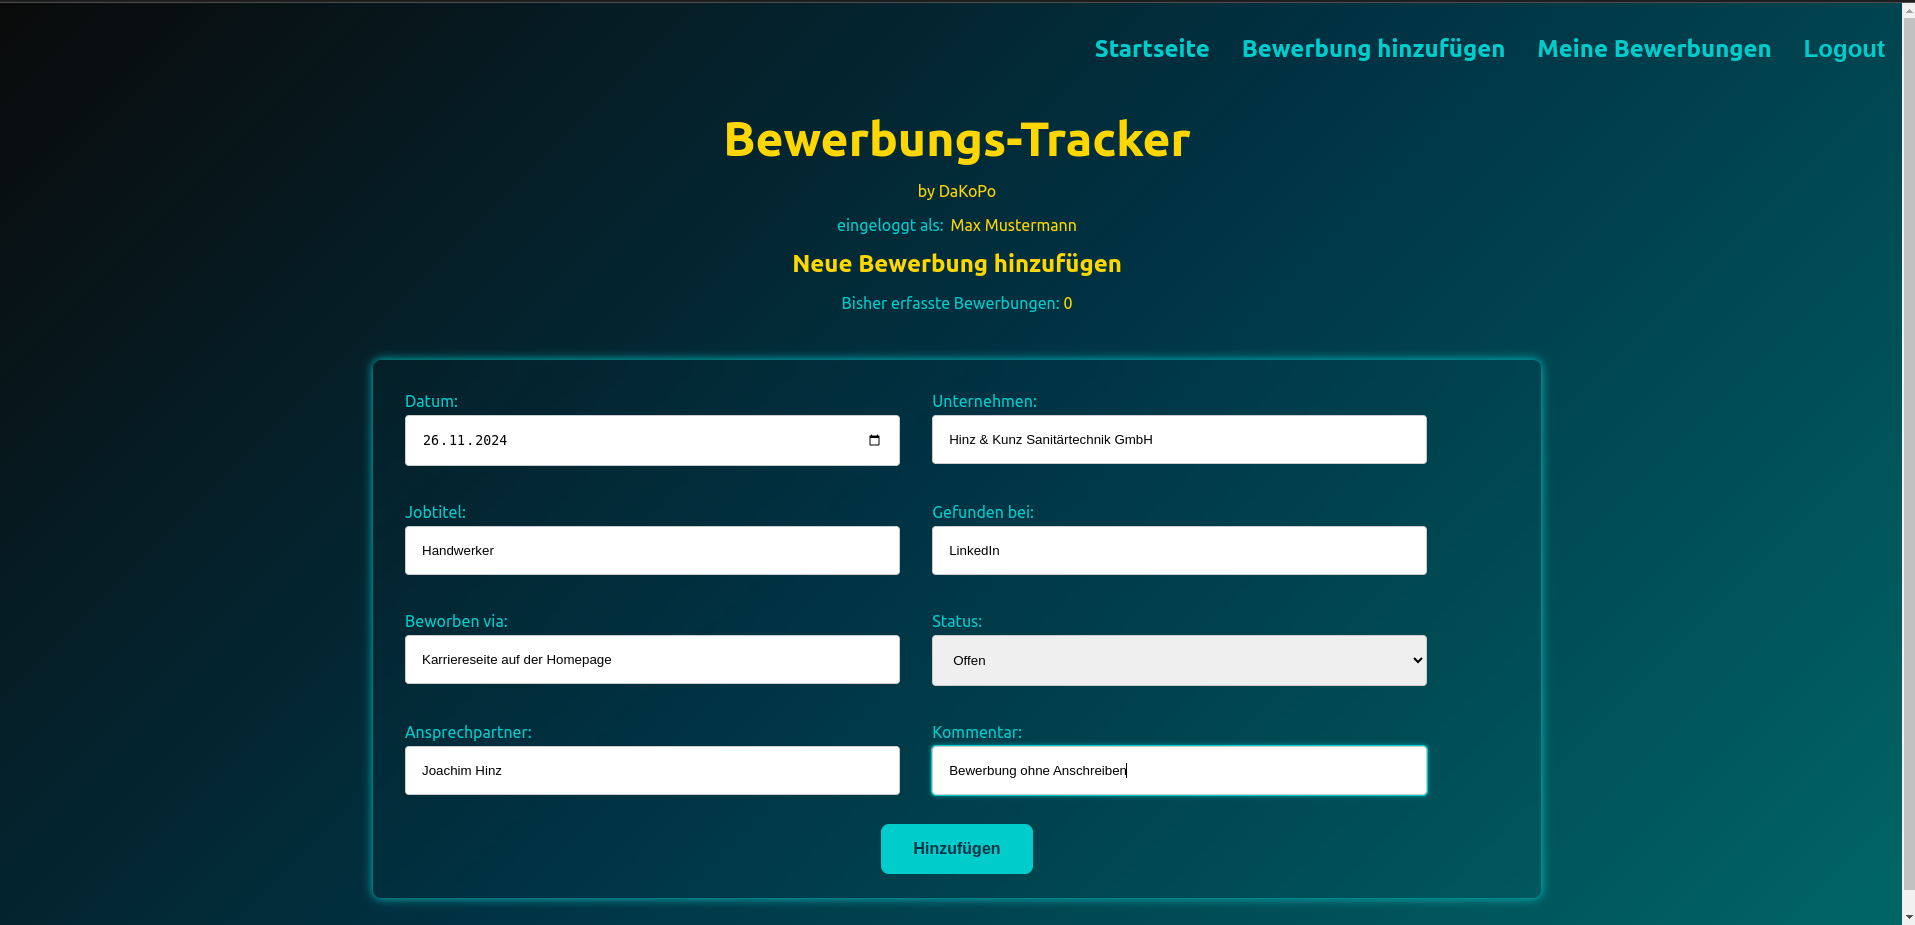 Startseite Bewerbung hinzufügen Meine Bewerbungen Logout
Bewerbungs-Tracker
by DaKoPo
eingeloggt als: Max Mustermann
Neue Bewerbung hinzufügen
Bisher erfasste Bewerbungen: 0
Datum:
26.11.2024
Unternehmen:
Hinz & Kunz Sanitärtechnik GmbH
Jobtitel:
Handwerker
Gefunden bei:
LinkedIn
Beworben via:
Karriereseite auf der Homepage
Status:
Offen
Ansprechpartner:
Joachim Hinz
Kommentar:
Bewerbung ohne Anschreiben
Hinzufügen